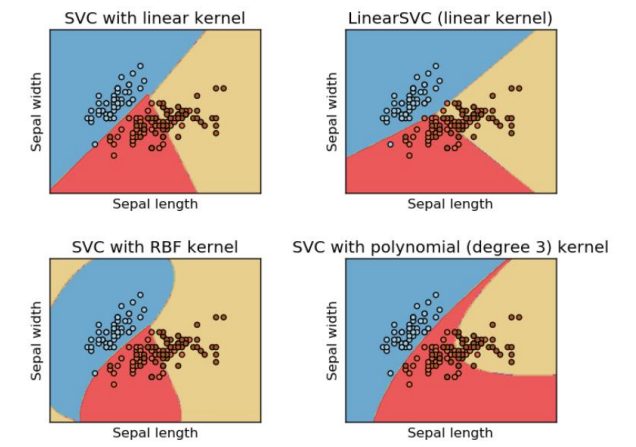 SVC with linear kernel
LinearSVC (linear kernel)
Sepal width
Sepal width
Sepal length
Sepal length
SVC with RBF kernel
SVC with polynomial (degree 3) kernel
Sepal width
Sepal width
Sepal length
Sepal length